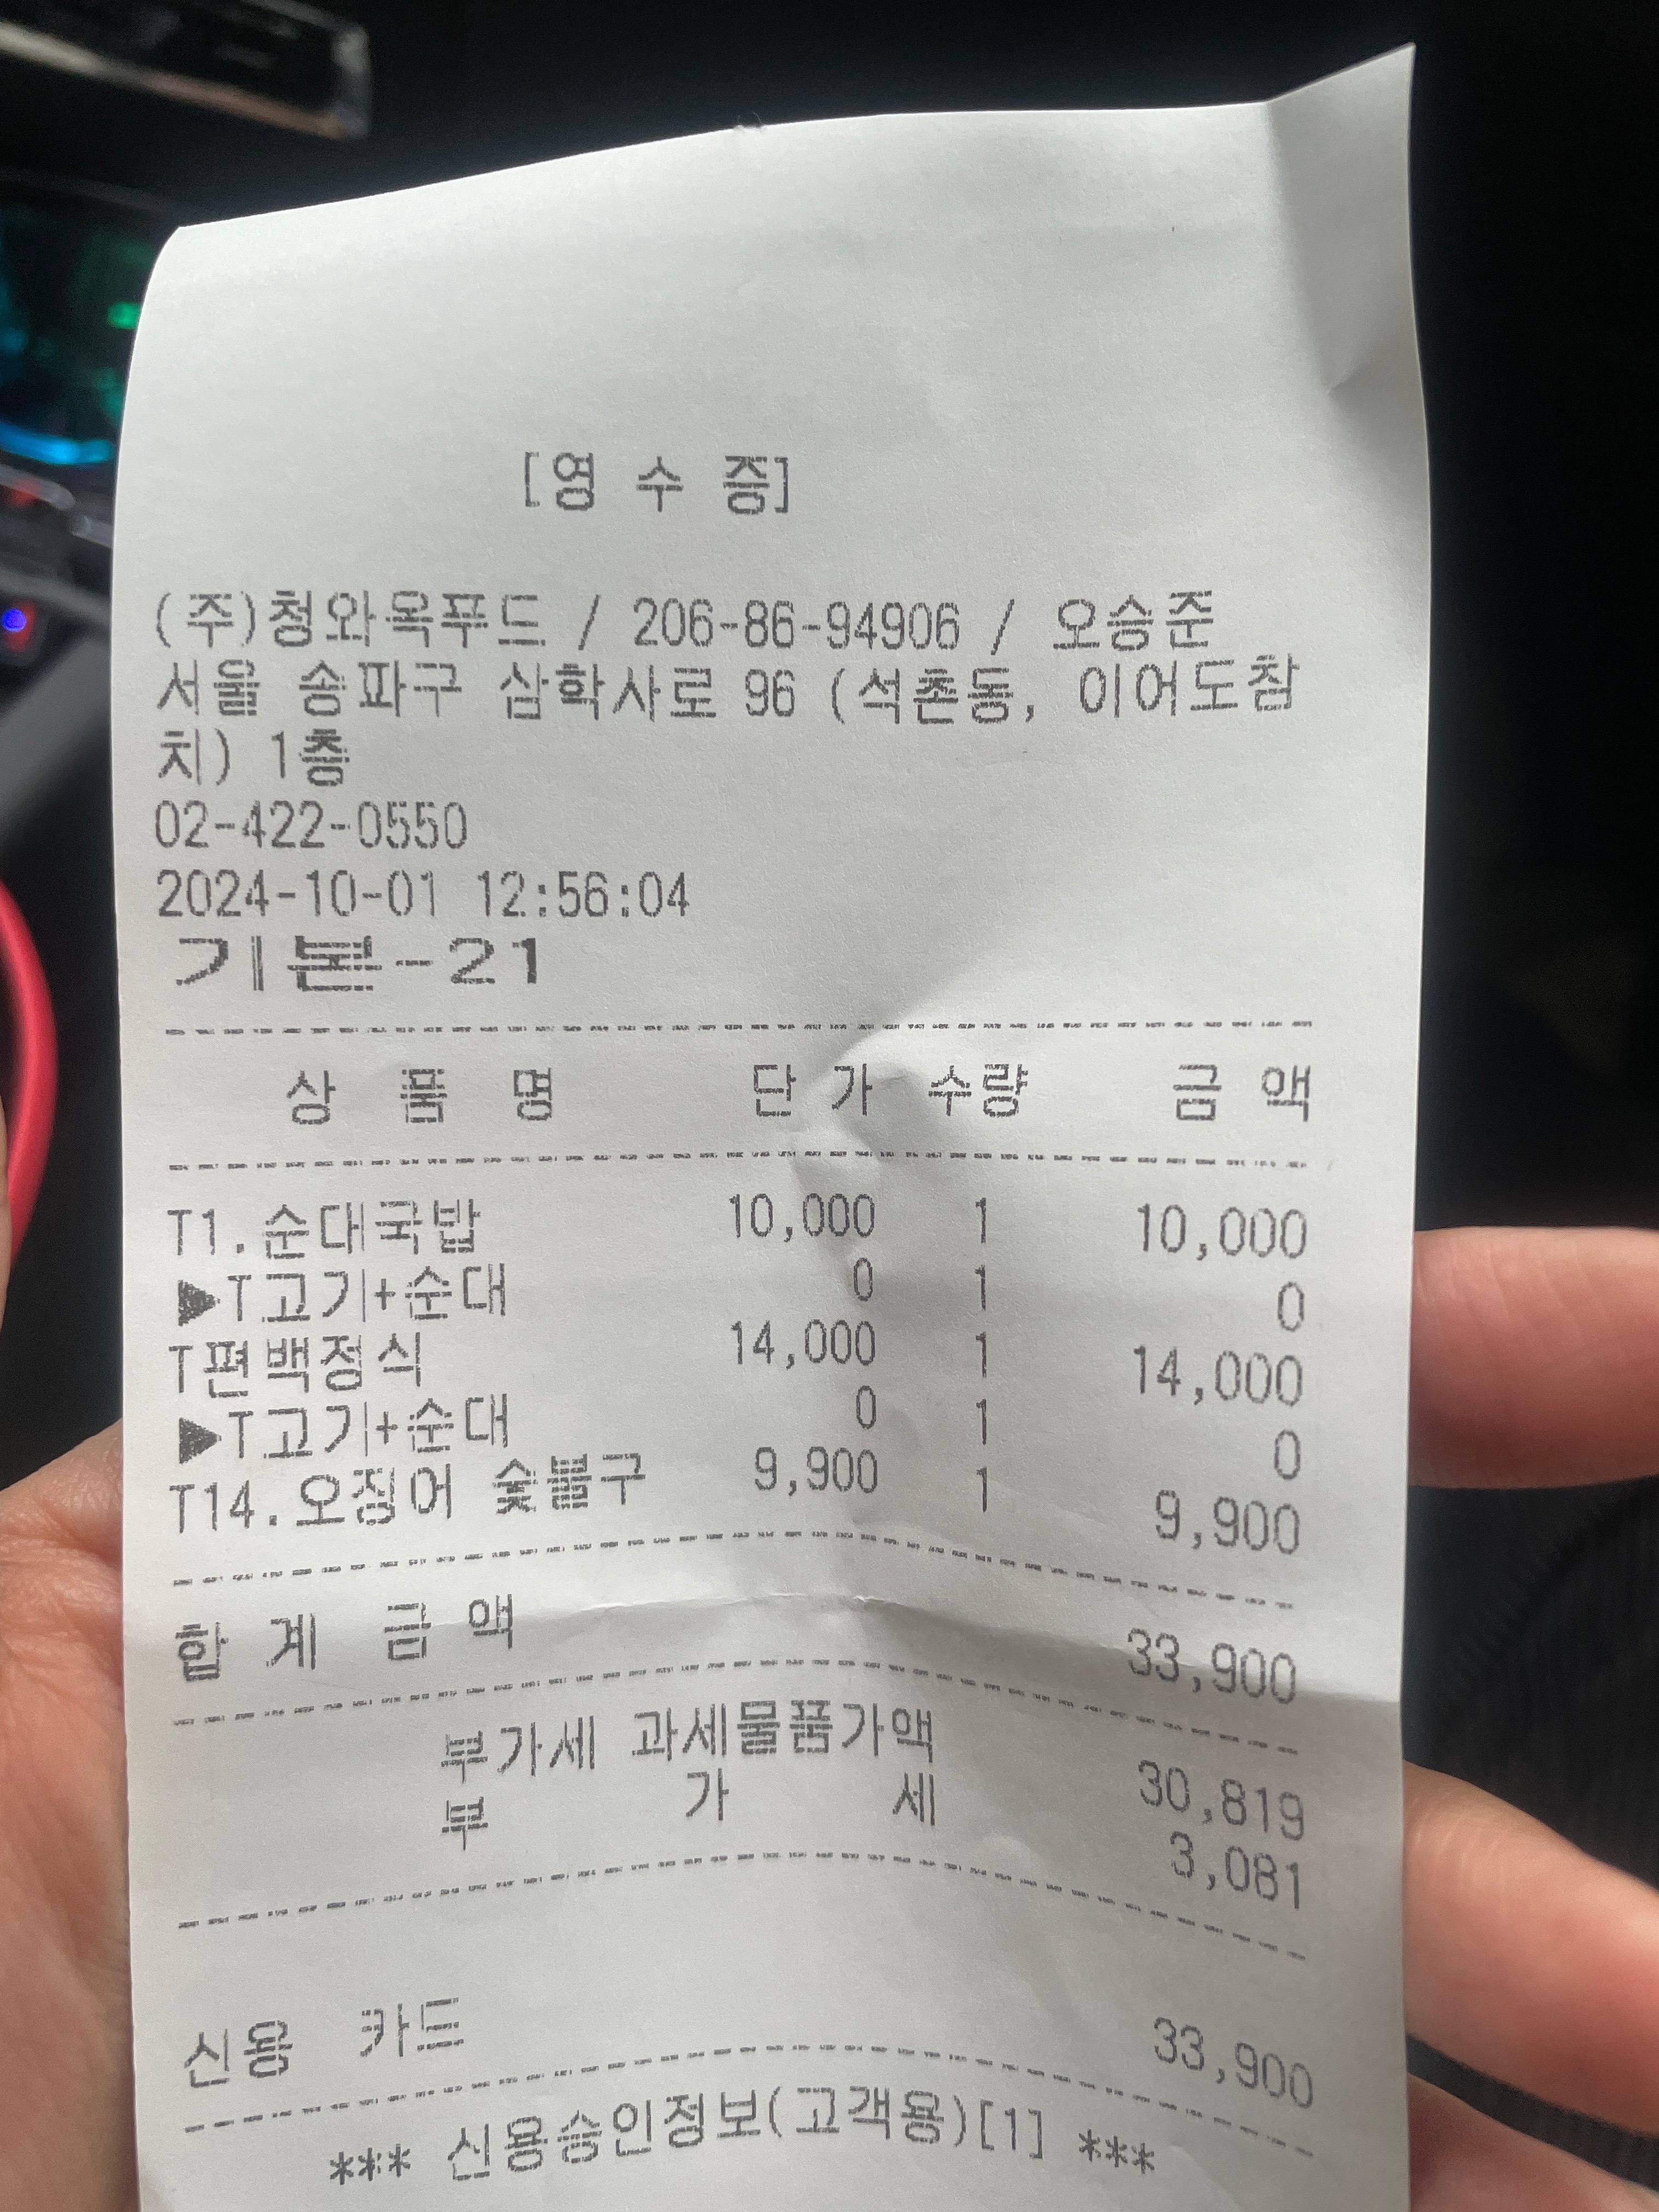 [영 수 증]
(주)청와옥푸드 / 206-86-94906 / 오승준
서울 송파구 삼학사로 96 (석촌동, 이어도참
치) 1층
02-422-0550
2024-10-01 12:56:04
기본-21
상 품 명 단 가 수량 금 액
T1.순대국밥 10,000 1 10,000
▶T고기+순대 0 1 0
T편백정식 14,000 1 14,000
▶T고기+순대 0 1 0
T14.오징어 숯불구 9,900 1 9,900
합 계 금 액 33,900
부가세 과세물품가액 30,819
부 가 세 3,081
신용 카드 33,900
*** 신용승인정보(고객용)[1] ***